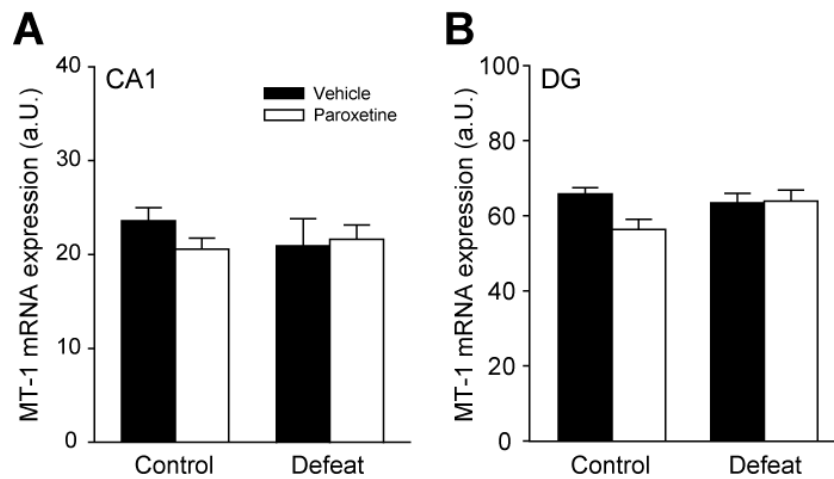 A
CA1
Vehicle
Paroxetine
MT-1 mRNA expression (a.U.)
40
30
20
10
0
Control
Defeat
B
DG
MT-1 mRNA expression (a.U.)
100
80
60
40
20
0
Control
Defeat